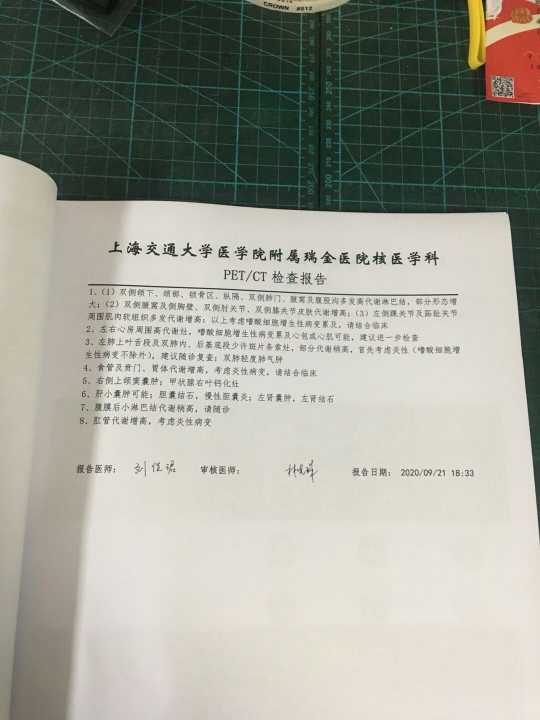 CROWN #812
上海交通大学医学院附属瑞金医院核医学科
PET/CT 检查报告
1、(1)双侧颌下、颈部、锁骨区、纵隔、双侧肺门、腋窝及腹股沟多发高代谢淋巴结，部分形态增
大；(2)双侧腋窝及侧胸壁、双侧肘关节、双侧膝关节皮肤代谢增高；(3)左侧踝关节及跖趾关节
周围肌肉软组织多发代谢增高；以上考虑嗜酸细胞增生性病变累及，请结合临床
2、左右心房周围高代谢灶，嗜酸细胞增生性病变累及心包或心肌可能，建议进一步检查
3、左肺上叶舌段及双肺内、后基底段少许斑片条索灶，部分代谢稍高，首先考虑炎性（嗜酸细胞增
生性病变不除外），建议随诊复查；双肺轻度肺气肿
4、食管及贲门、胃体代谢增高，考虑炎性病变，请结合临床
5、右侧上颌窦囊肿；甲状腺右叶钙化灶
6、肝小囊肿可能；胆囊结石，慢性胆囊炎；左肾囊肿，左肾结石
7、腹膜后小淋巴结代谢稍高，请随诊
8、肛管代谢增高，考虑炎性病变
报告医师： 审核医师： 报告日期： 2020/09/21 18:33